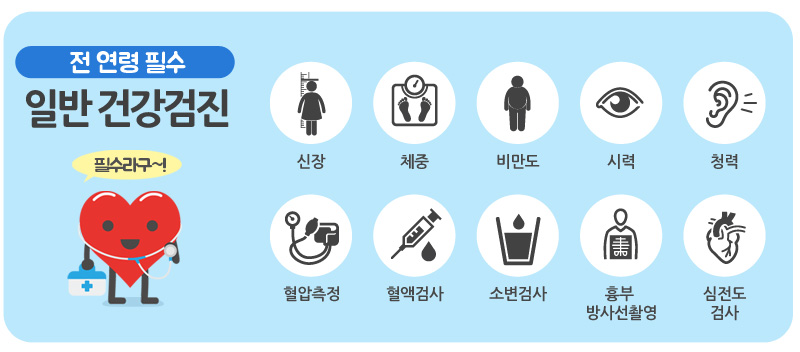 전 연령 필수
일반 건강검진
필수라구~!
신장
체중
비만도
시력
청력
혈압측정
혈액검사
소변검사
흉부
방사선촬영
심전도
검사